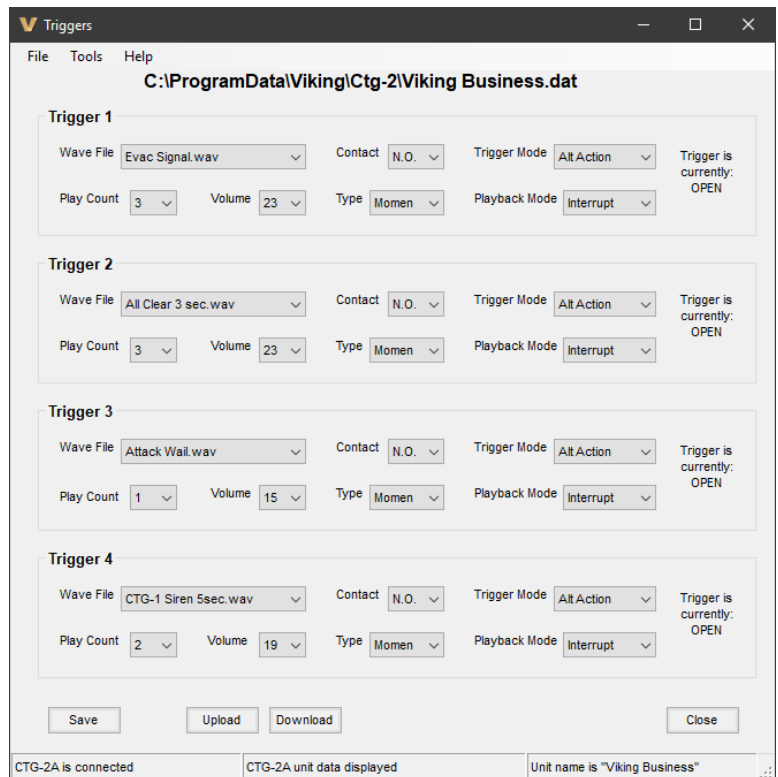 Triggers
File Tools Help
C:\ProgramData\Viking\Ctg-2\Viking Business.dat
Trigger 1
Wave File Evac Signal.wav Contact N.O. Trigger Mode Alt Action Trigger is
currently:
OPEN
Play Count 3 Volume 23 Type Momen Playback Mode Interrupt
Trigger 2
Wave File All Clear 3 sec.wav Contact N.O. Trigger Mode Alt Action Trigger is
currently:
OPEN
Play Count 3 Volume 23 Type Momen Playback Mode Interrupt
Trigger 3
Wave File Attack Wail.wav Contact N.O. Trigger Mode Alt Action Trigger is
currently:
OPEN
Play Count 1 Volume 15 Type Momen Playback Mode Interrupt
Trigger 4
Wave File CTG-1 Siren 5sec.wav Contact N.O. Trigger Mode Alt Action Trigger is
currently:
OPEN
Play Count 2 Volume 19 Type Momen Playback Mode Interrupt
Save Upload Download Close
CTG-2A is connected CTG-2A unit data displayed Unit name is "Viking Business"